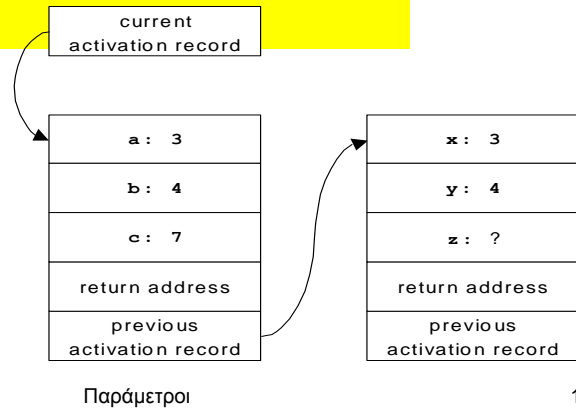 current
activation record
a: 3
b: 4
c: 7
return address
previous
activation record
x: 3
y: 4
z: ?
return address
previous
activation record
Παράμετροι